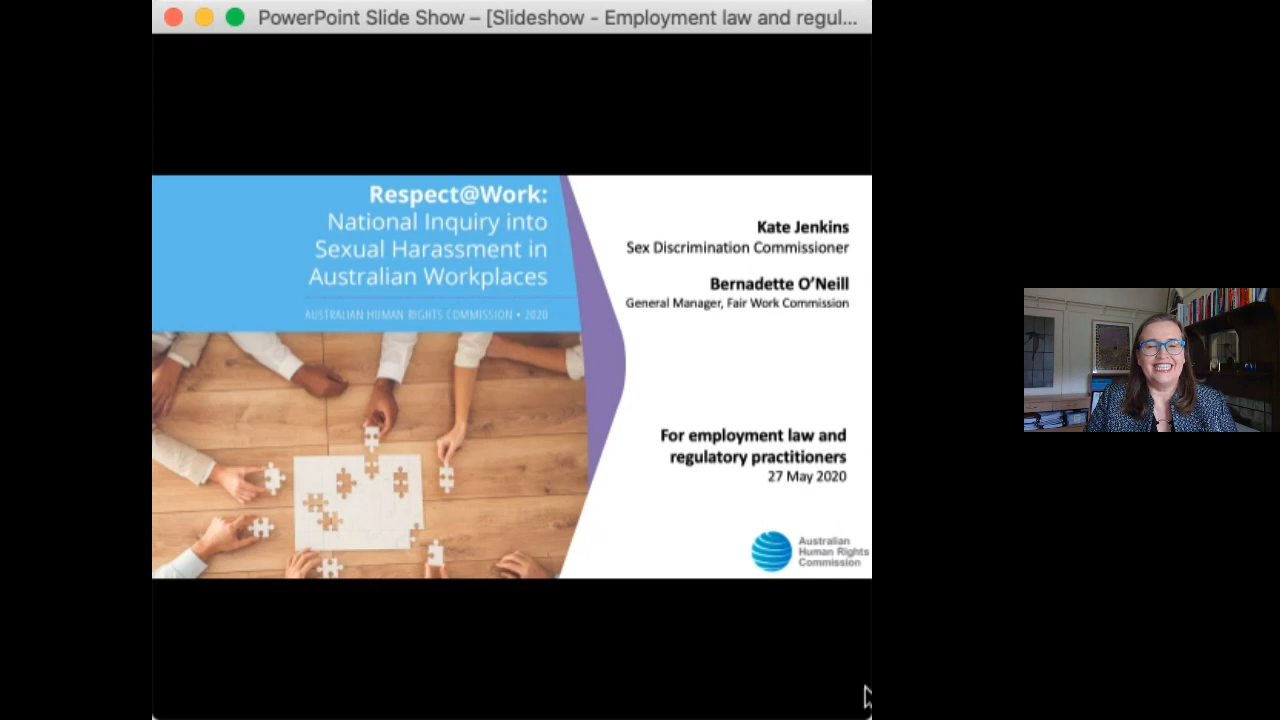 PowerPoint Slide Show – [Slideshow - Employment law and regul...
Respect@Work:
National Inquiry into
Sexual Harassment in
Australian Workplaces
AUSTRALIAN HUMAN RIGHTS COMMISSION • 2020
Kate Jenkins
Sex Discrimination Commissioner
Bernadette O'Neill
General Manager, Fair Work Commission
For employment law and
regulatory practitioners
27 May 2020
Australian
Human Rights
Commission